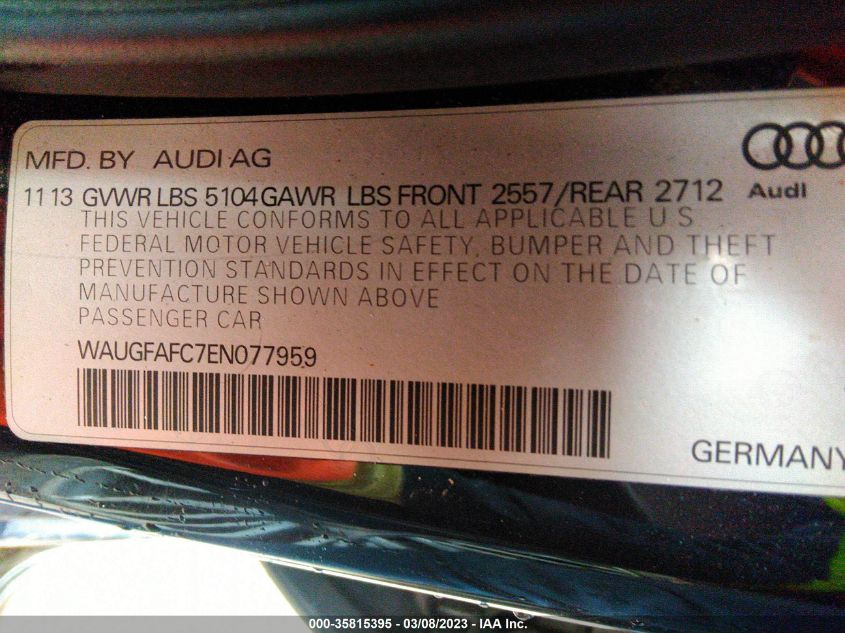 MFD. BY AUDI AG
11 13 GVWR LBS 5104 GAWR LBS FRONT 2557/REAR 2712
Audi
THIS VEHICLE CONFORMS TO ALL APPLICABLE U S
FEDERAL MOTOR VEHICLE SAFETY, BUMPER AND THEFT
PREVENTION STANDARDS IN EFFECT ON THE DATE OF
MANUFACTURE SHOWN ABOVE
PASSENGER CAR
WAUGFAFC7EN077959
GERMANY
000-35815395 - 03/08/2023 - IAA Inc.